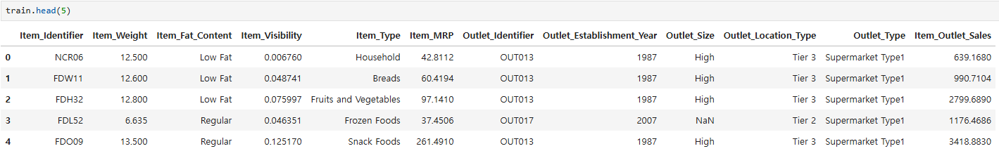 train.head(5)
Item_Identifier Item_Weight Item_Fat_Content Item_Visibility Item_Type Item_MRP Outlet_Identifier Outlet_Establishment_Year Outlet_Size Outlet_Location_Type Outlet_Type Item_Outlet_Sales
0 NCR06 12.500 Low Fat 0.006760 Household 42.8112 OUT013 1987 High Tier 3 Supermarket Type1 639.1680
1 FDW11 12.600 Low Fat 0.048741 Breads 60.4194 OUT013 1987 High Tier 3 Supermarket Type1 990.7104
2 FDH32 12.800 Low Fat 0.075997 Fruits and Vegetables 97.1410 OUT013 1987 High Tier 3 Supermarket Type1 2799.6890
3 FDL52 6.635 Regular 0.046351 Frozen Foods 37.4506 OUT017 2007 NaN Tier 2 Supermarket Type1 1176.4686
4 FDO09 13.500 Regular 0.125170 Snack Foods 261.4910 OUT013 1987 High Tier 3 Supermarket Type1 3418.8830